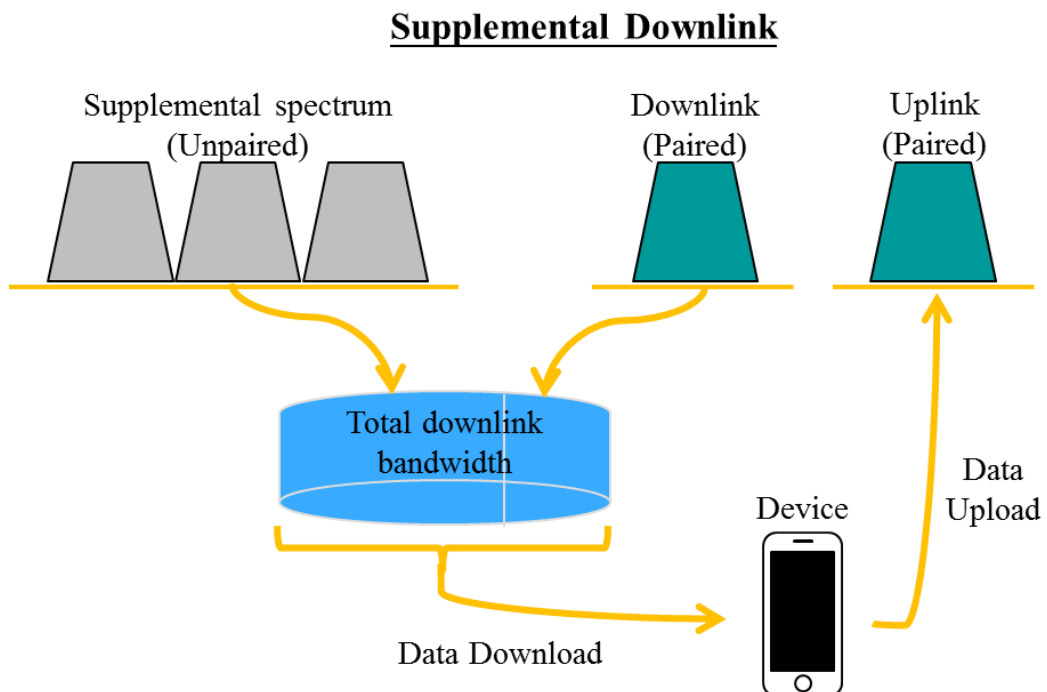 Supplemental Downlink
Supplemental spectrum
(Unpaired)
Downlink
(Paired)
Uplink
(Paired)
Total downlink
bandwidth
Data
Upload
Device
Data Download